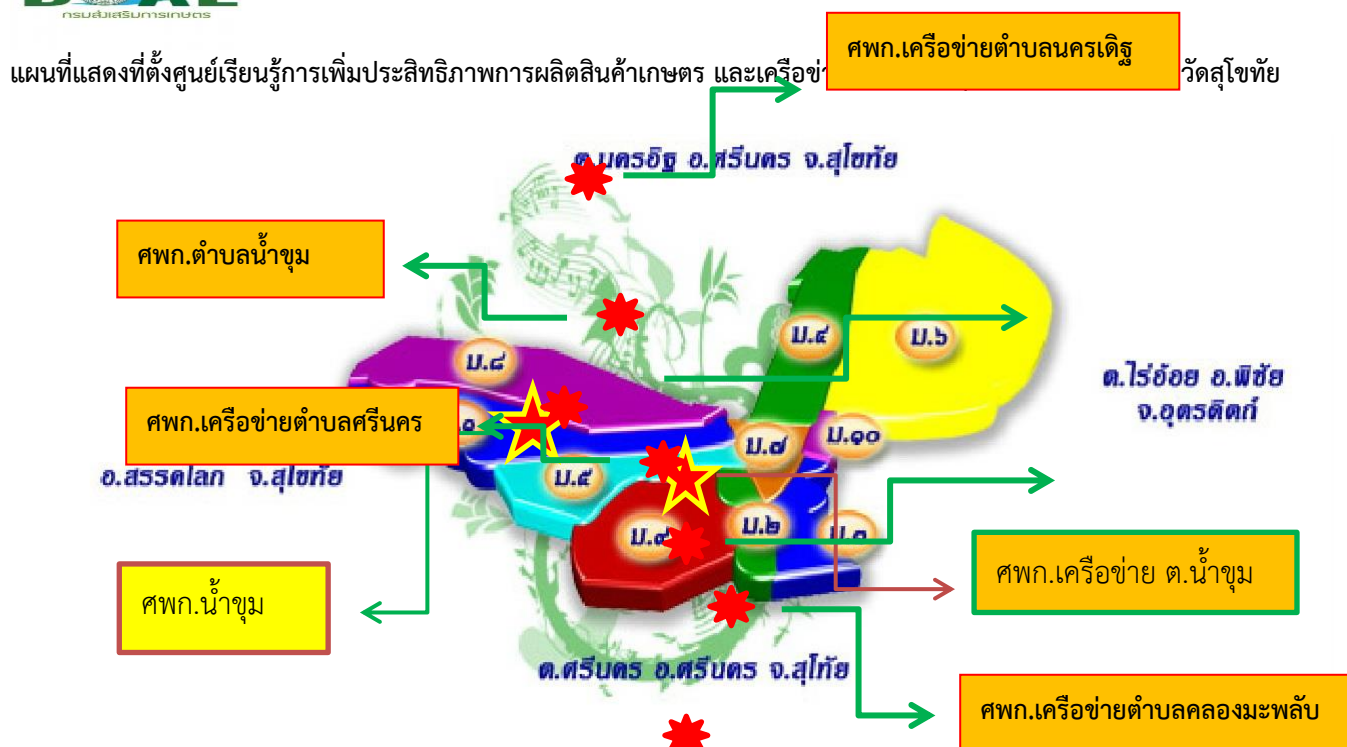 กรมส่งเสริมการเกษตร
ศพก.เครือข่ายตำบลนครเดิฐ
แผนที่แสดงที่ตั้งศูนย์เรียนรู้การเพิ่มประสิทธิภาพการผลิตสินค้าเกษตร และเครือข่า วัดสุโขทัย
ต.นครอิฐ อ.ศรีนคร จ.สุโขทัย
ศพก.ตำบลน้ำขุม
ม.๔ ม.๖
ม.๘
ต.ไร่อ้อย อ.พิชัย
จ.อุตรดิตถ์
ศพก.เครือข่ายตำบลศรีนคร
ม.๗ ม.๑๐
อ.สรรคโลก จ.สุโขทัย
ม.๕
ม.๙ ม.๒
ศพก.เครือข่าย ต.น้ำขุม
ศพก.น้ำขุม
ต.ศรีนคร อ.ศรีนคร จ.สุโทัย
ศพก.เครือข่ายตำบลคลองมะพลับ